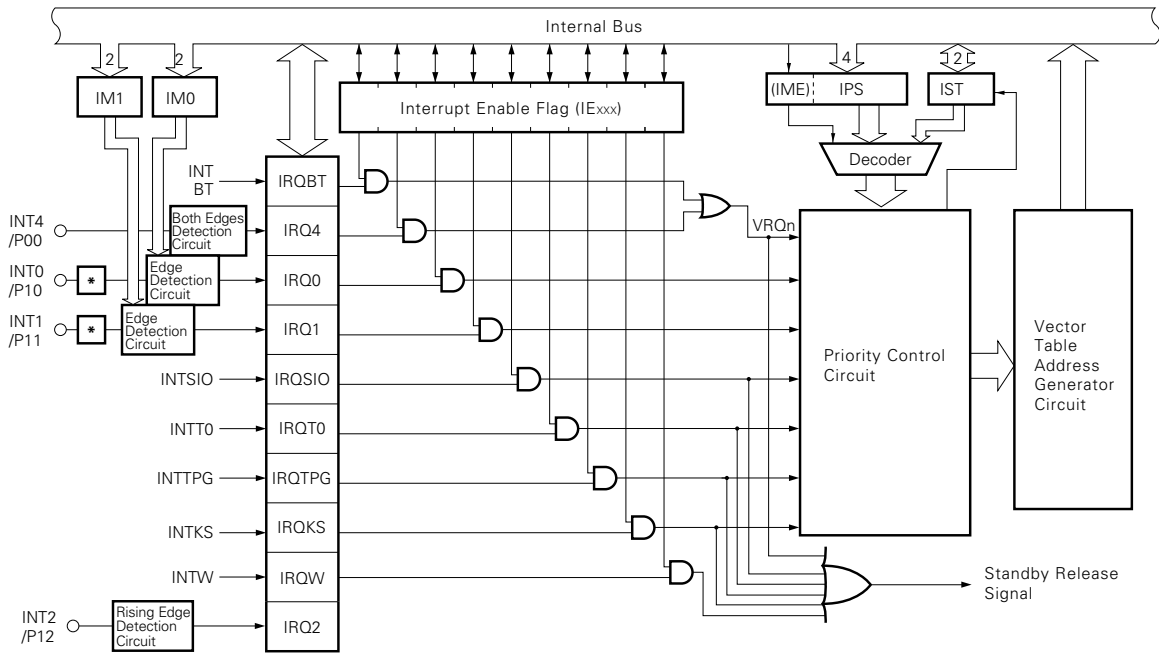 Internal Bus
2
2
4
2
IM1
IM0
Interrupt Enable Flag (IExxx)
(IME)
IPS
IST
Decoder
INT
BT
IRQBT
INT4
/P00
Both Edges
Detection
Circuit
IRQ4
VRQn
INT0
/P10
*
Edge
Detection
Circuit
IRQ0
INT1
/P11
*
Edge
Detection
Circuit
IRQ1
Priority Control
Circuit
Vector
Table
Address
Generator
Circuit
INTSIO
IRQSIO
INTT0
IRQT0
INTTPG
IRQTPG
INTKS
IRQKS
INTW
IRQW
Standby Release
Signal
INT2
/P12
Rising Edge
Detection
Circuit
IRQ2